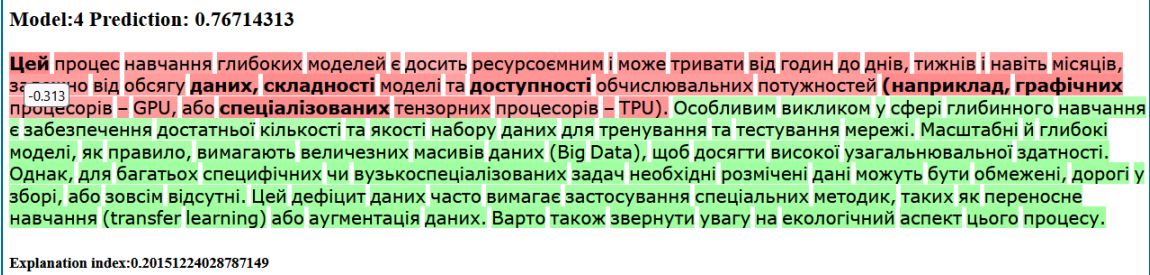 Model:4 Prediction: 0.76714313
Цей процес навчання глибоких моделей є досить ресурсоємним і може тривати від годин до днів, тижнів і навіть місяців,
від обсягу даних, складності моделі та доступності обчислювальних потужностей (наприклад, графічних
-0.313
процесорів – GPU, або спеціалізованих тензорних процесорів – TPU). Особливим викликом у сфері глибинного навчання
є забезпечення достатньої кількості та якості набору даних для тренування та тестування мережі. Масштабні й глибокі
моделі, як правило, вимагають величезних масивів даних (Big Data), щоб досягти високої узагальнювальної здатності.
Однак, для багатьох специфічних чи вузькоспеціалізованих задач необхідні розмічені дані можуть бути обмежені, дорогі у
зборі, або зовсім відсутні. Цей дефіцит даних часто вимагає застосування спеціальних методик, таких як переносне
навчання (transfer learning) або аугментація даних. Варто також звернути увагу на екологічний аспект цього процесу.
Explanation index:0.20151224028787149